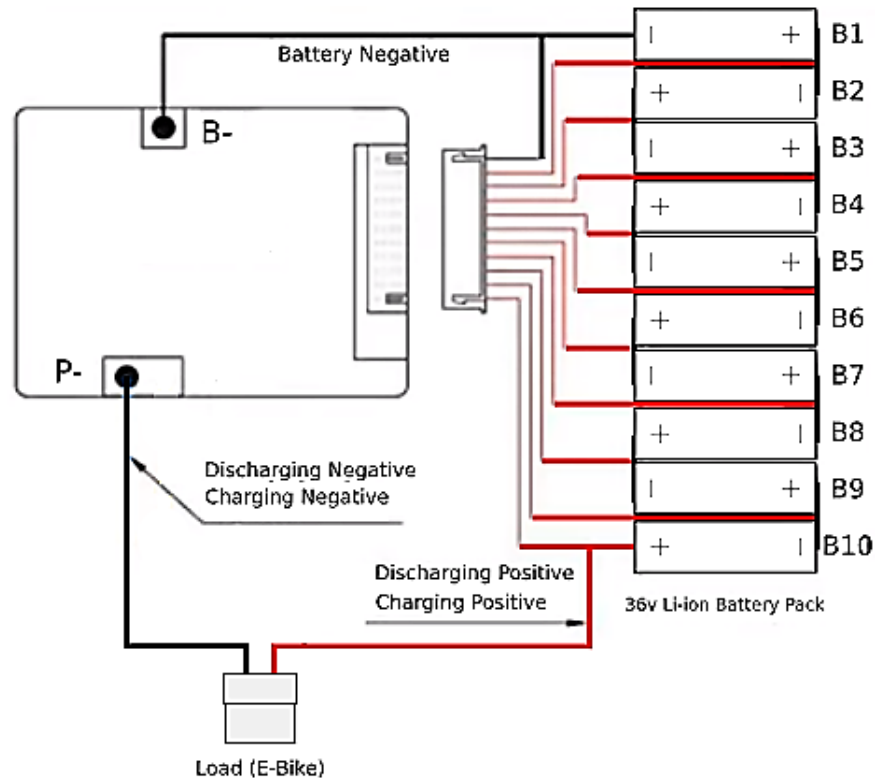 Battery Negative
B-
P-
Discharging Negative
Charging Negative
Discharging Positive
Charging Positive
Load (E-Bike)
- + B1
+ - B2
- + B3
+ - B4
- + B5
+ - B6
- + B7
+ - B8
- + B9
+ - B10
36v Li-ion Battery Pack